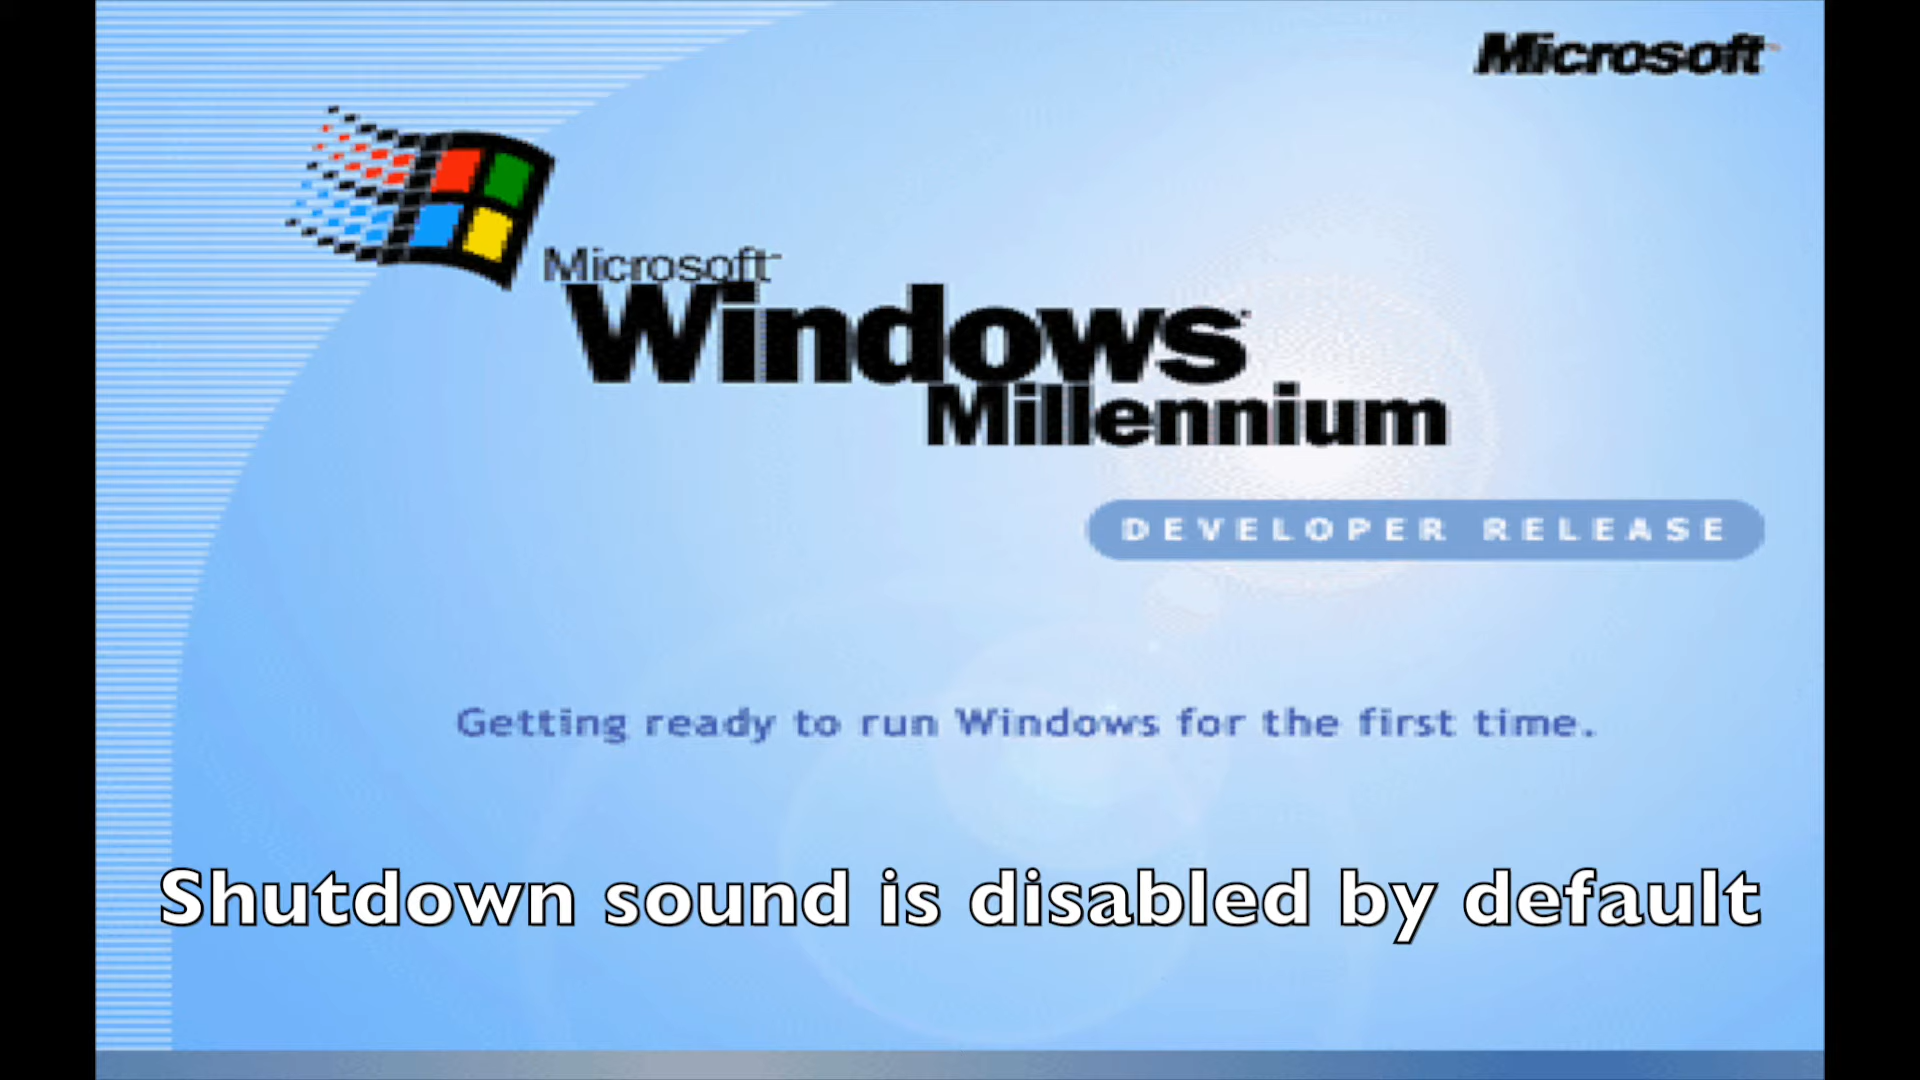 Microsoft
Microsoft
Windows
Millennium
DEVELOPER RELEASE
Getting ready to run Windows for the first time.
Shutdown sound is disabled by default